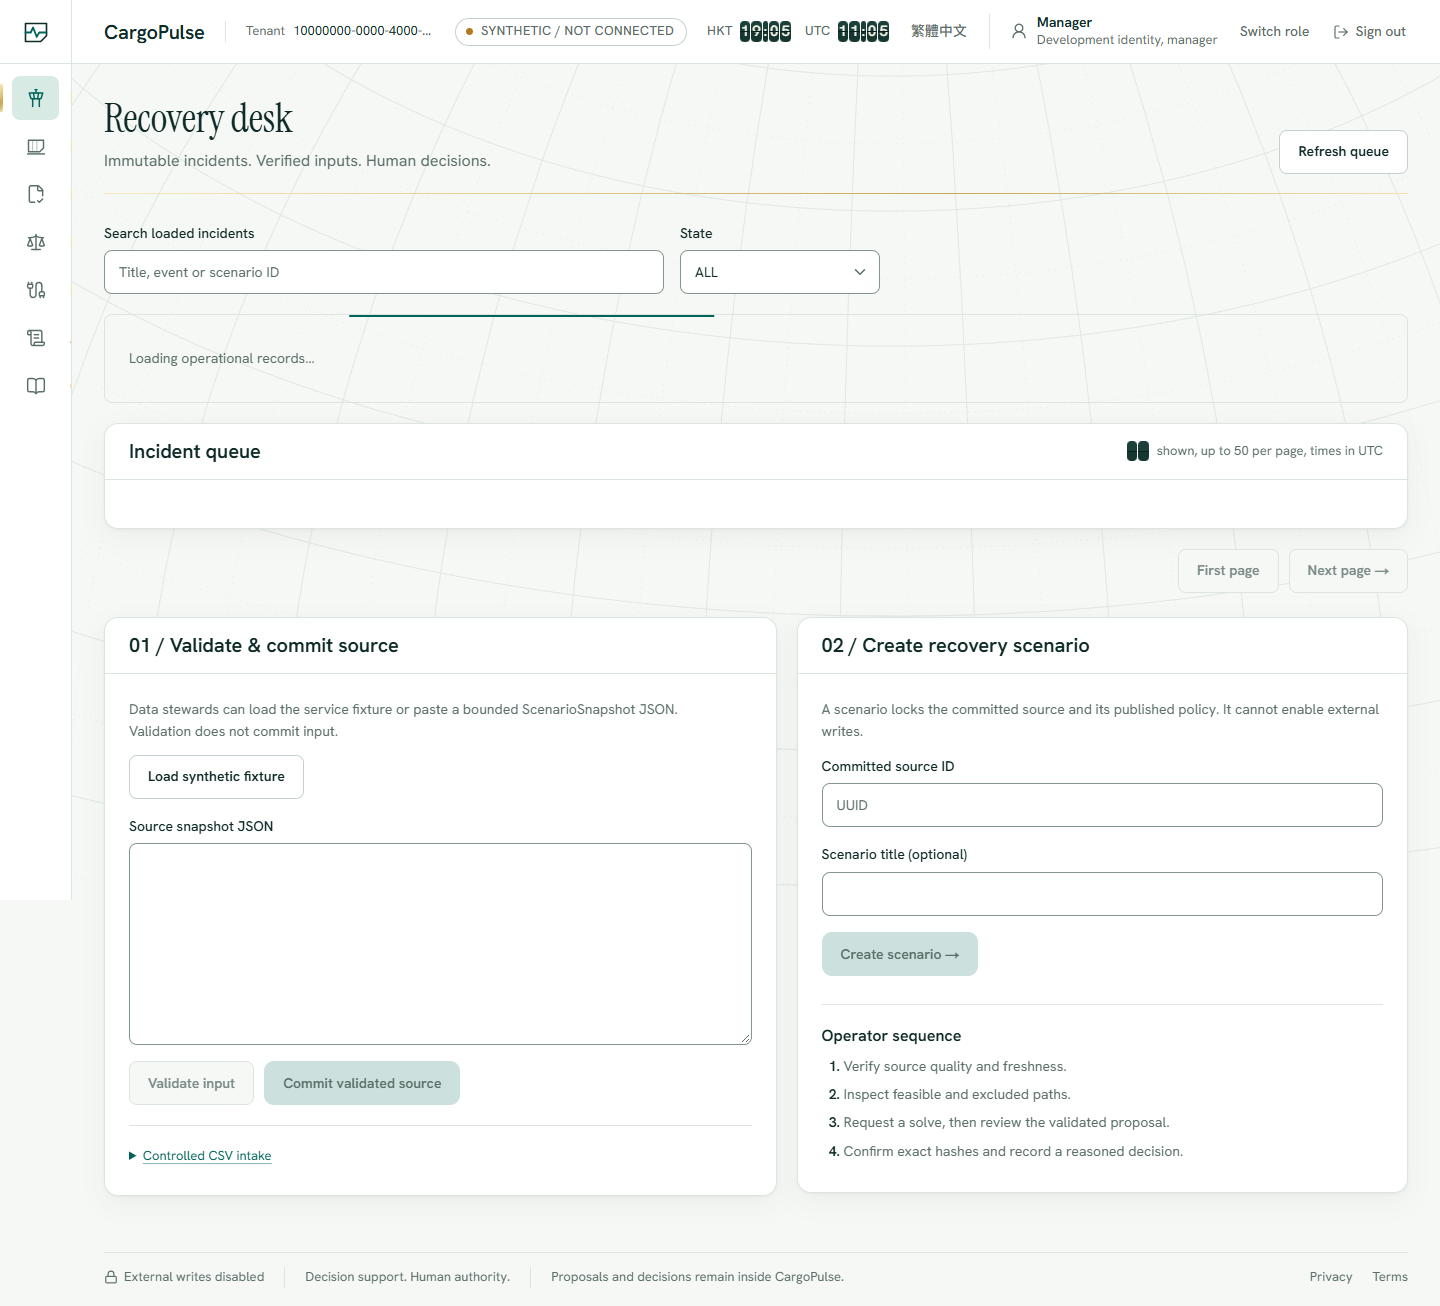 CargoPulse
Tenant 10000000-0000-4000-...
SYNTHETIC / NOT CONNECTED
HKT 19:05 UTC 11:05
繁體中文
Manager
Development identity, manager
Switch role
Sign out
Recovery desk
Immutable incidents. Verified inputs. Human decisions.
Refresh queue
Search loaded incidents
State
Title, event or scenario ID
ALL
Loading operational records...
Incident queue
shown, up to 50 per page, times in UTC
First page
Next page →
01 / Validate & commit source
Data stewards can load the service fixture or paste a bounded ScenarioSnapshot JSON.
Validation does not commit input.
Load synthetic fixture
Source snapshot JSON
Validate input
Commit validated source
Controlled CSV intake
02 / Create recovery scenario
A scenario locks the committed source and its published policy. It cannot enable external
writes.
Committed source ID
UUID
Scenario title (optional)
Create scenario →
Operator sequence
1. Verify source quality and freshness.
2. Inspect feasible and excluded paths.
3. Request a solve, then review the validated proposal.
4. Confirm exact hashes and record a reasoned decision.
External writes disabled
Decision support. Human authority.
Proposals and decisions remain inside CargoPulse.
Privacy
Terms